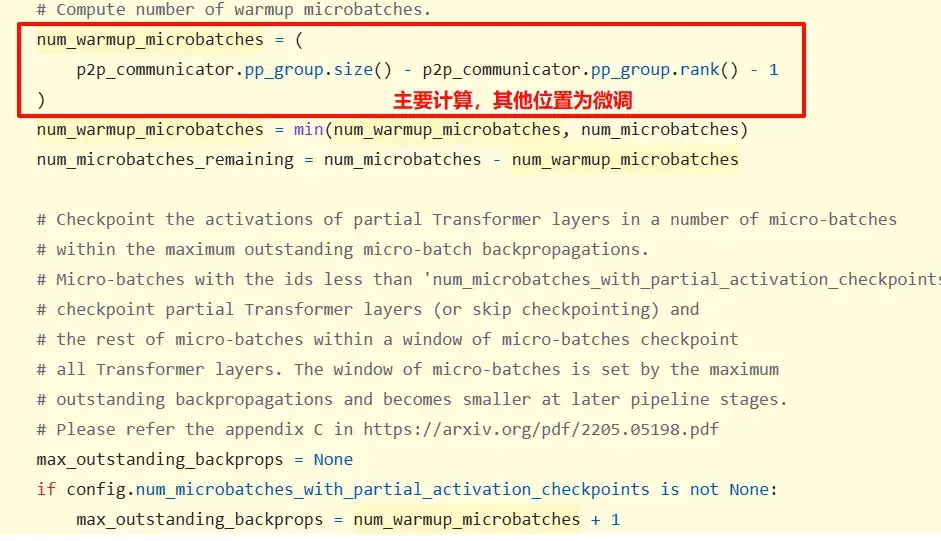 # Compute number of warmup microbatches.
num_warmup_microbatches = (
p2p_communicator.pp_group.size() - p2p_communicator.pp_group.rank() - 1
)
主要计算，其他位置为微调
num_warmup_microbatches = min(num_warmup_microbatches, num_microbatches)
num_microbatches_remaining = num_microbatches - num_warmup_microbatches
# Checkpoint the activations of partial Transformer layers in a number of micro-batches
# within the maximum outstanding micro-batch backpropagations.
# Micro-batches with the ids less than 'num_microbatches_with_partial_activation_checkpoints
# checkpoint partial Transformer layers (or skip checkpointing) and
# the rest of micro-batches within a window of micro-batches checkpoint
# all Transformer layers. The window of micro-batches is set by the maximum
# outstanding backpropagations and becomes smaller at later pipeline stages.
# Please refer the appendix C in https://arxiv.org/pdf/2205.05198.pdf
max_outstanding_backprops = None
if config.num_microbatches_with_partial_activation_checkpoints is not None:
max_outstanding_backprops = num_warmup_microbatches + 1